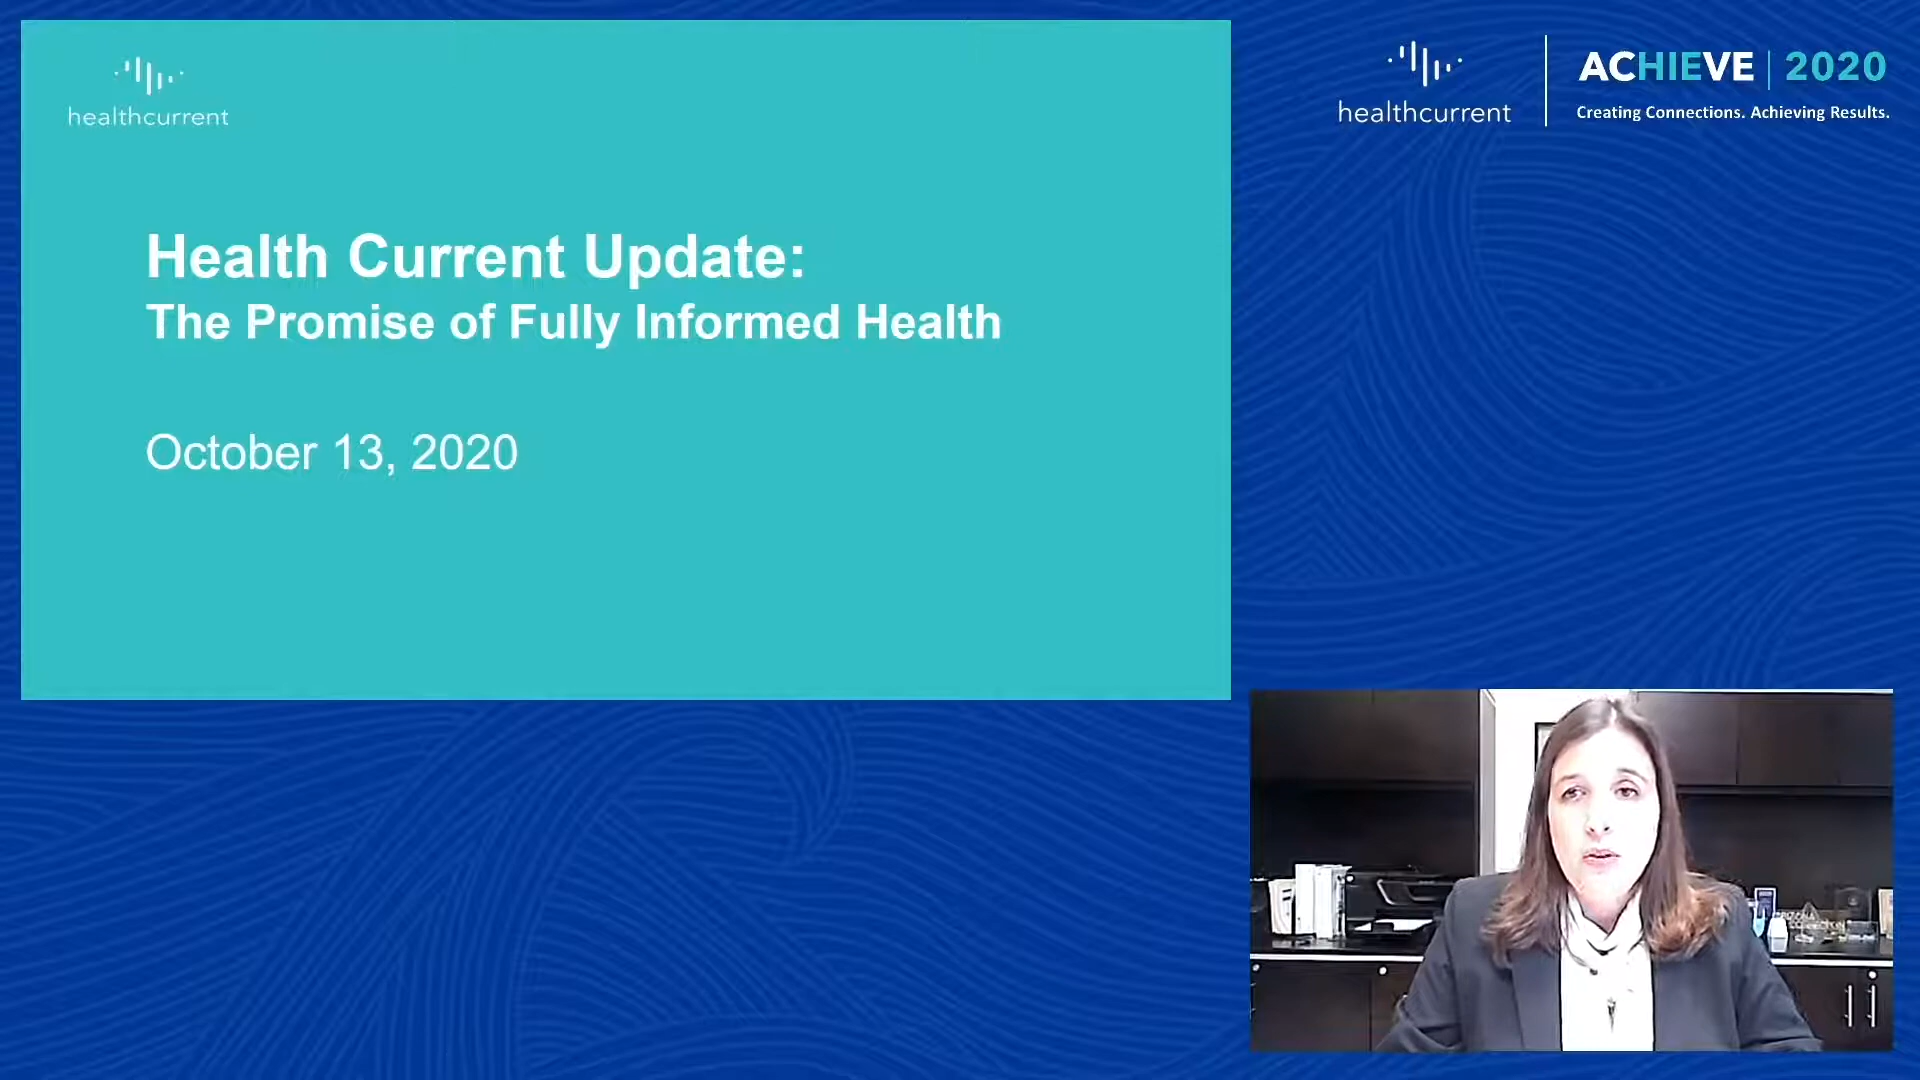 healthcurrent
Health Current Update:
The Promise of Fully Informed Health
October 13, 2020
healthcurrent
ACHIEVE | 2020
Creating Connections. Achieving Results.